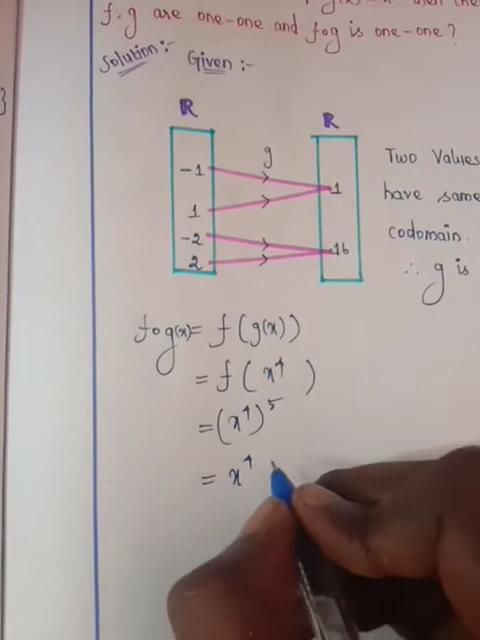 f, g are one-one and fog is one-one?
Solution:- Given:-
R R
g
-1 1
1
-2 16
2
Two Values
have same
codomain.
∴ g is
fog(x) = f(g(x))
= f(x⁴)
= (x⁴)⁵
= x⁴